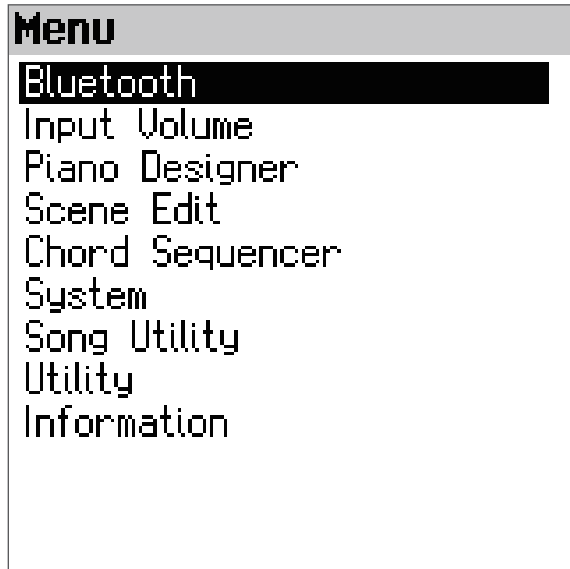 Menu
Bluetooth
Input Volume
Piano Designer
Scene Edit
Chord Sequencer
System
Song Utility
Utility
Information